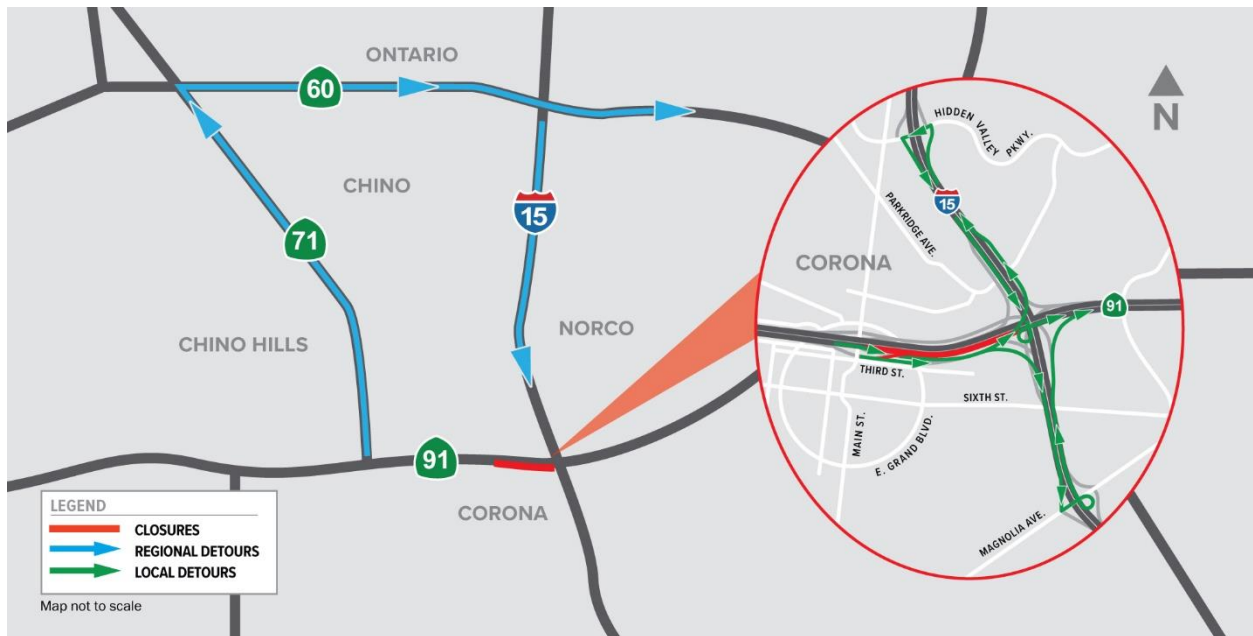 ONTARIO
60
CHINO
15
71
CHINO HILLS
NORCO
91
CORONA
N
HIDDEN VALLEY PKWY.
15
PARKRIDGE AVE.
CORONA
91
THIRD ST.
SIXTH ST.
MAIN ST.
E. GRAND BLVD.
MAGNOLIA AVE.
LEGEND
CLOSURES
REGIONAL DETOURS
LOCAL DETOURS
Map not to scale